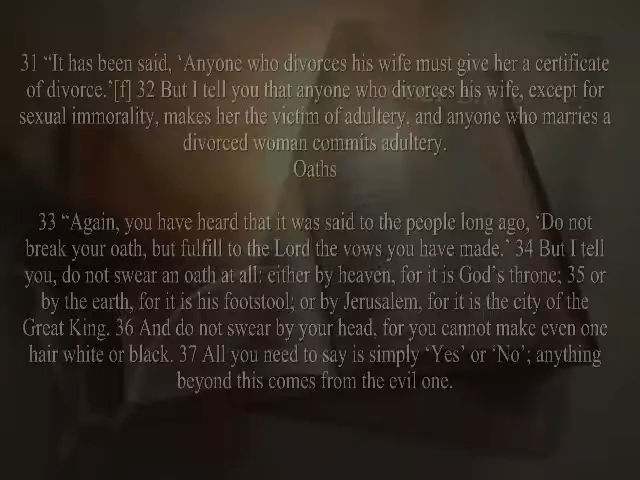 31 “It has been said, ‘Anyone who divorces his wife must give her a certificate
of divorce.’[f] 32 But I tell you that anyone who divorces his wife, except for
sexual immorality, makes her the victim of adultery, and anyone who marries a
divorced woman commits adultery.
Oaths
33 “Again, you have heard that it was said to the people long ago, ‘Do not
break your oath, but fulfill to the Lord the vows you have made.’ 34 But I tell
you, do not swear an oath at all: either by heaven, for it is God’s throne; 35 or
by the earth, for it is his footstool; or by Jerusalem, for it is the city of the
Great King. 36 And do not swear by your head, for you cannot make even one
hair white or black. 37 All you need to say is simply ‘Yes’ or ‘No’; anything
beyond this comes from the evil one.